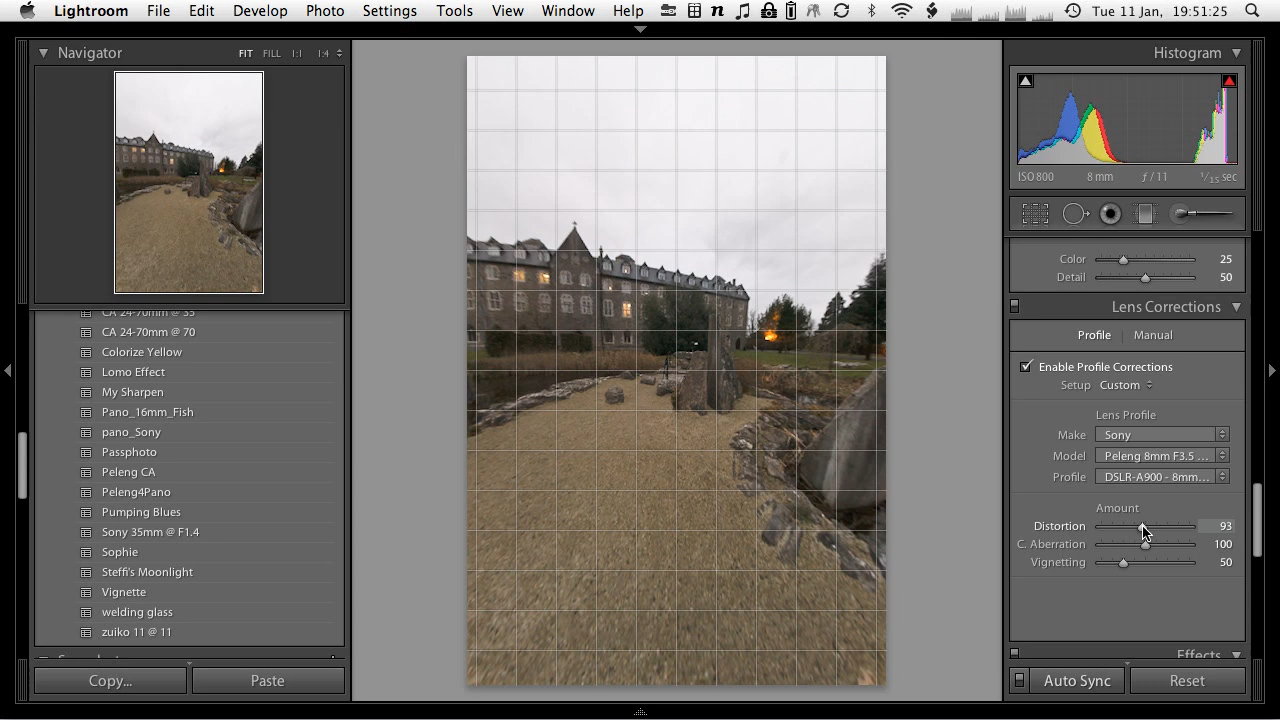 Lightroom File Edit Develop Photo Settings Tools View Window Help Tue 11 Jan, 19:51:25
Navigator FIT FILL 1:1 1:4
CA 24-70mm @ 35
CA 24-70mm @ 70
Colorize Yellow
Lomo Effect
My Sharpen
Pano_16mm_Fish
pano_Sony
Passphoto
Peleng CA
Peleng4Pano
Pumping Blues
Sony 35mm @ F1.4
Sophie
Steffi's Moonlight
Vignette
welding glass
zuiko 11 @ 11
Copy... Paste
Histogram
ISO 800 8 mm ƒ / 11 1/15 sec
Color 25
Detail 50
Lens Corrections
Profile Manual
Enable Profile Corrections
Setup Custom
Lens Profile
Make Sony
Model Peleng 8mm F3.5 ...
Profile DSLR-A900 - 8mm...
Amount
Distortion 93
C. Aberration 100
Vignetting 50
Effects
Auto Sync Reset